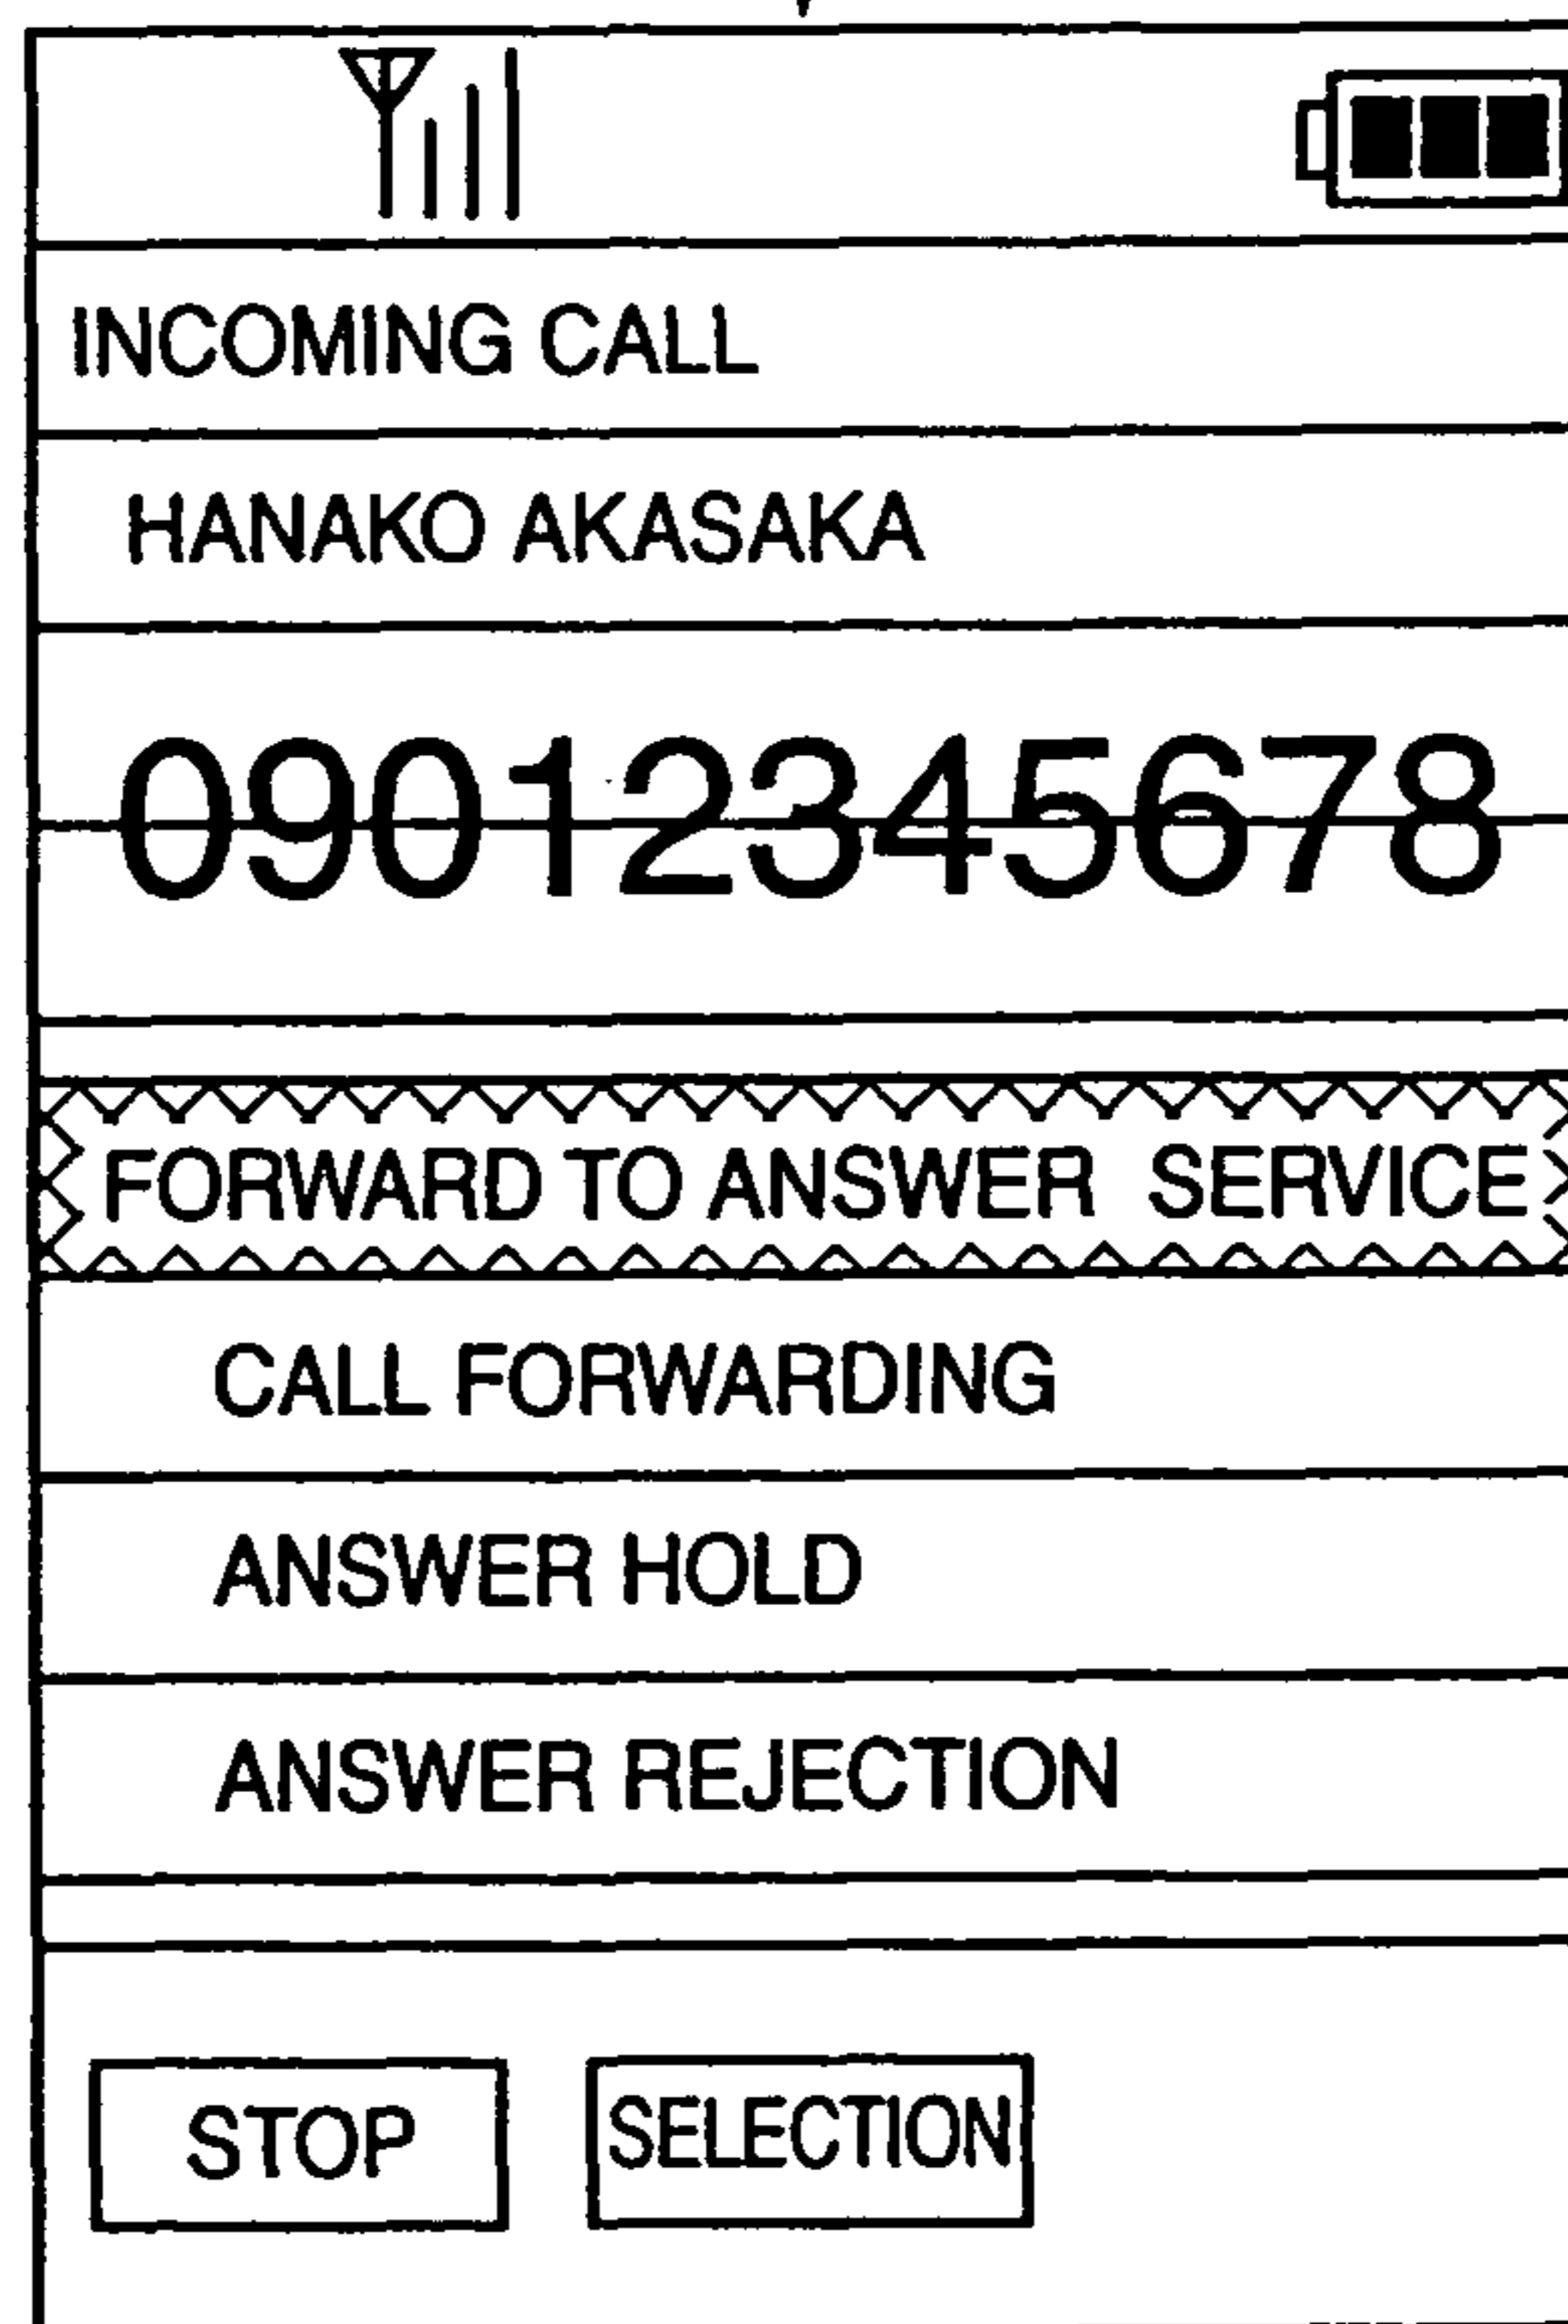 INCOMING CALL
HANAKO AKASAKA
09012345678
FORWARD TO ANSWER SERVICE
CALL FORWARDING
ANSWER HOLD
ANSWER REJECTION
STOP
SELECTION